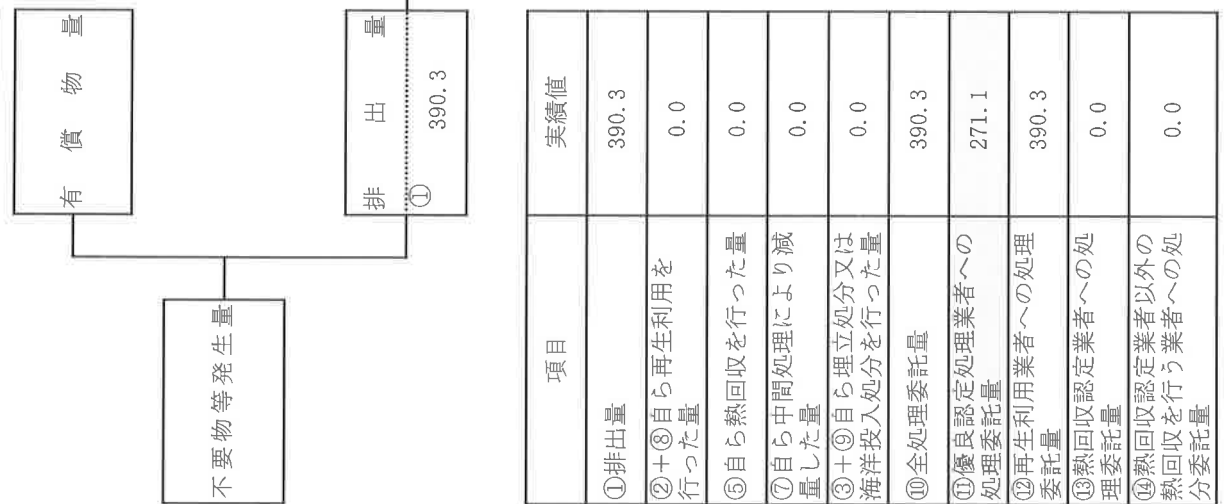 有償物量
不要物等発生量
排出量
①
390.3
項目 実績値
①排出量 390.3
②+⑧自ら再生利用を
行った量 0.0
⑤自ら熱回収を行った量 0.0
⑦自ら中間処理により減
量した量 0.0
③+⑨自ら埋立処分又は
海洋投入処分を行った量 0.0
⑩全処理委託量 390.3
⑪優良認定処理業者への
処理委託量 271.1
⑫再生利用業者への処理
委託量 390.3
⑬熱回収認定業者への処
理委託量 0.0
⑭熱回収認定業者以外の
熱回収を行う業者への処
分委託量 0.0